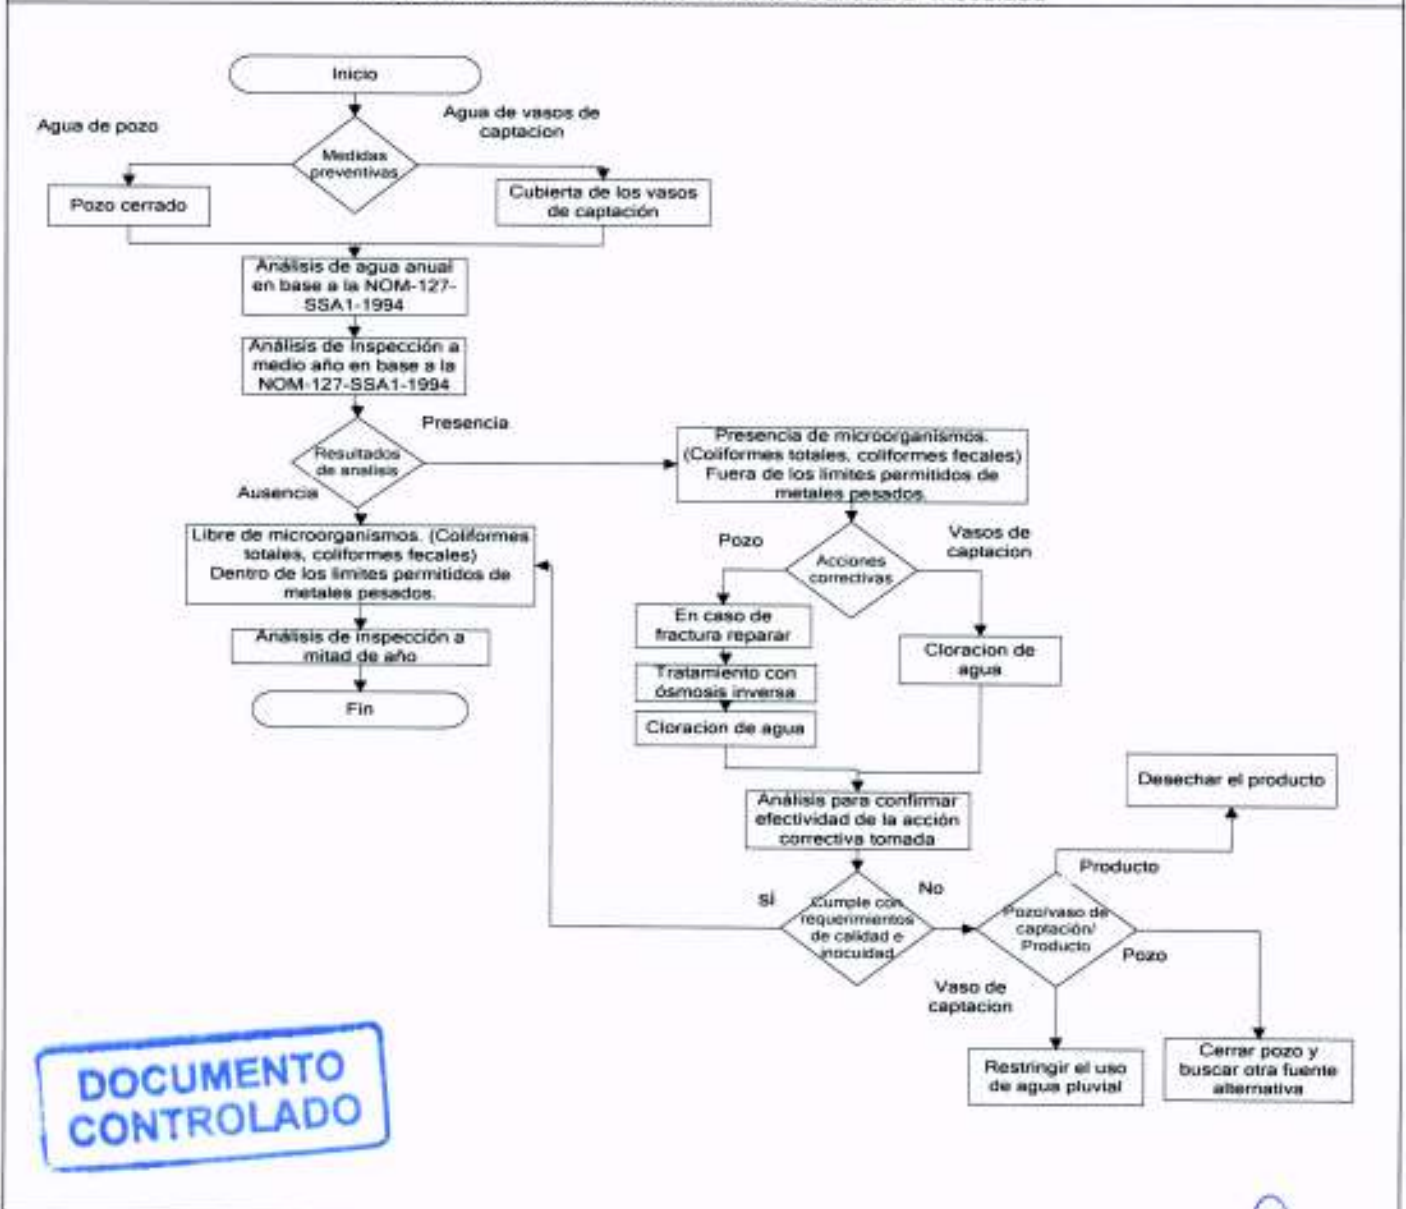 Inicio
Agua de pozo
Agua de vasos de
captacion
Medidas
preventivas
Pozo cerrado
Cubierta de los vasos
de captación
Análisis de agua anual
en base a la NOM-127-
SSA1-1994
Análisis de Inspección a
medio año en base a la
NOM-127-SSA1-1994
Presencia
Resultados
de analisis
Ausencia
Presencia de microorganismos.
(Coliformes totales, coliformes fecales)
Fuera de los limites permitidos de
metales pesados.
Libre de microorganismos. (Coliformes
totales, coliformes fecales)
Dentro de los limites permitidos de
metales pesados.
Análisis de inspección a
mitad de año
Fin
Pozo
Vasos de
captacion
Acciones
correctivas
En caso de
fractura reparar
Tratamiento con
ósmosis inversa
Cloracion de agua
Cloracion de
agua
Análisis para confirmar
efectividad de la acción
correctiva tomada
sí
No
Cumple con
requerimientos
de calidad e
inocuidad
Desechar el producto
Producto
Pozo/vaso de
captación/
Producto
Pozo
Vaso de
captacion
Restringir el uso
de agua pluvial
Cerrar pozo y
buscar otra fuente
alternativa
DOCUMENTO
CONTROLADO